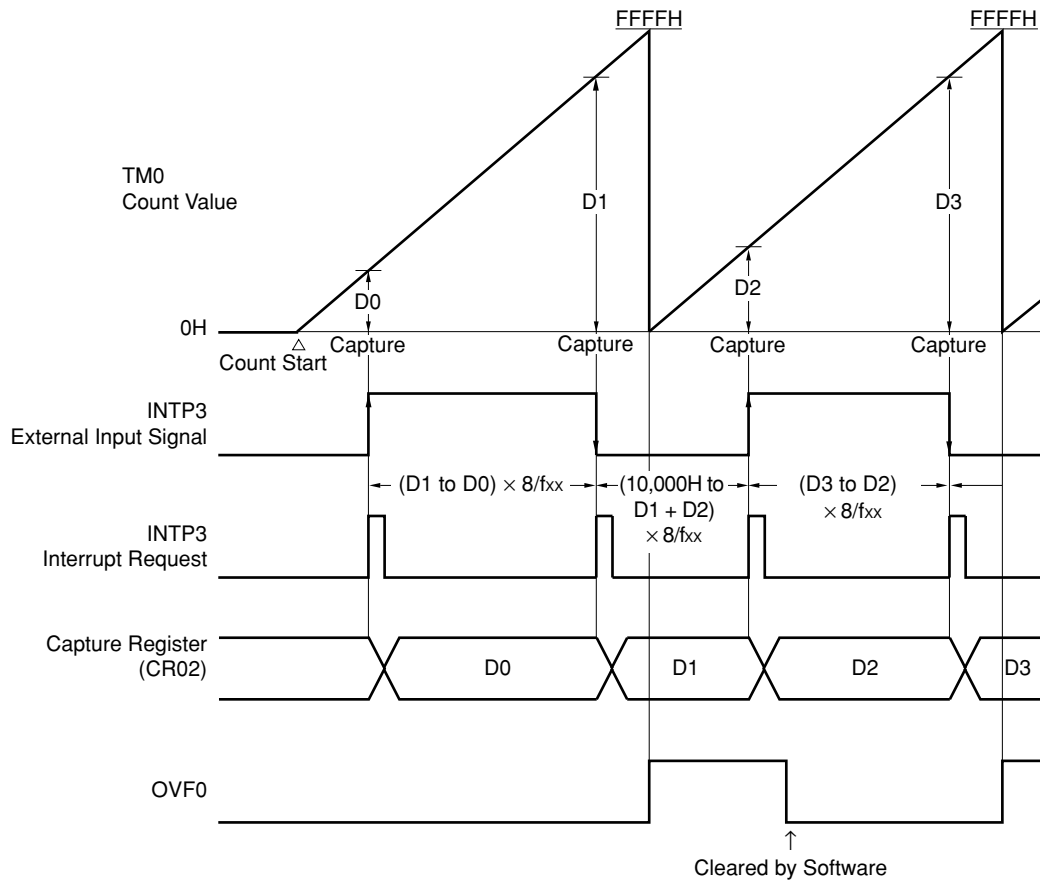 FFFFH
FFFFH
TM0
Count Value
D1
D3
D0
D2
0H
Count Start
Capture
Capture
Capture
Capture
INTP3
External Input Signal
(D1 to D0) × 8/fxx
(10,000H to
D1 + D2)
× 8/fxx
(D3 to D2)
× 8/fxx
INTP3
Interrupt Request
Capture Register
(CR02)
D0
D1
D2
D3
OVF0
Cleared by Software